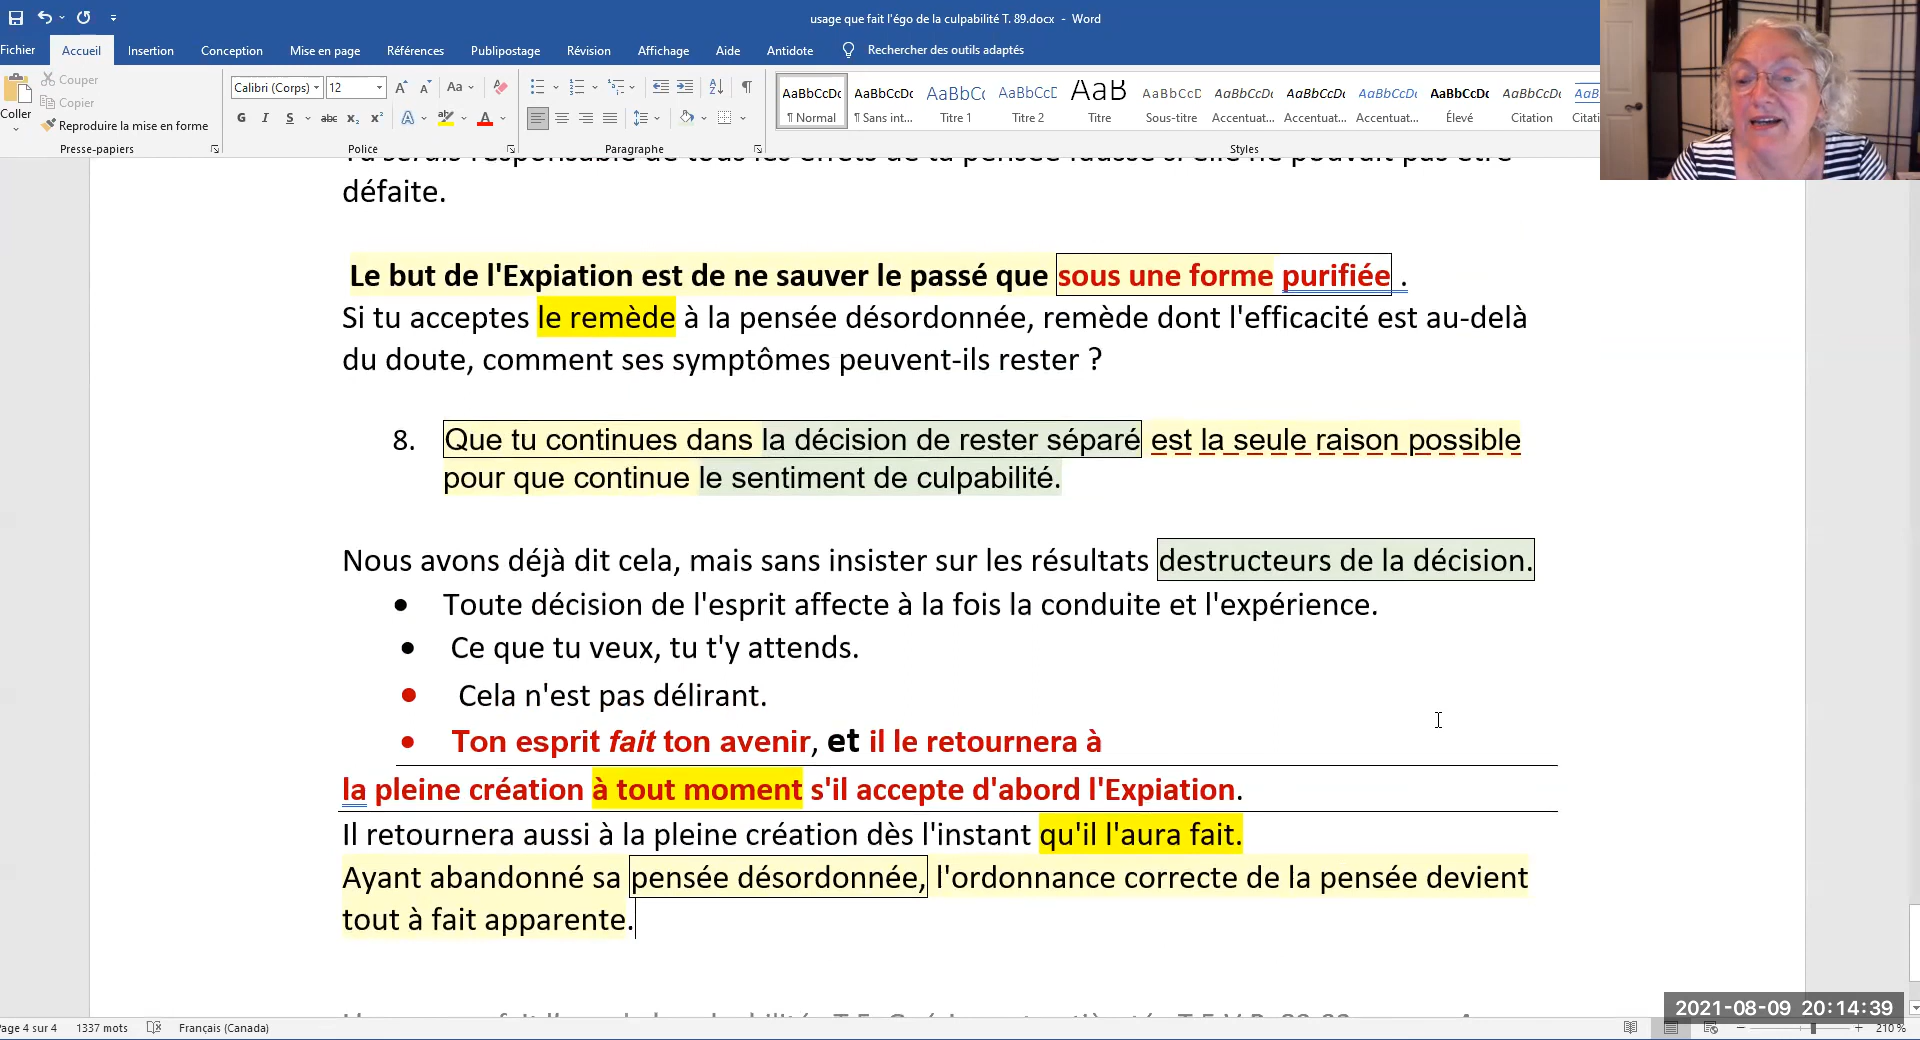 usage que fait l'égo de la culpabilité T. 89.docx - Word
Fichier Accueil Insertion Conception Mise en page Références Publipostage Révision Affichage Aide Antidote Rechercher des outils adaptés
Couper
Copier
Coller
Reproduire la mise en forme
Calibri (Corps) 12
Aa
G I S abc x₂ x²
AaBbCcDc AaBbCcDc AaBbCc AaBbCcD AaB AaBbCcD AaBbCcDc AaBbCcDc AaBbCcDc AaBbCcDc AaBbCcDc
¶ Normal ¶ Sans int... Titre 1 Titre 2 Titre Sous-titre Accentuat... Accentuat... Accentuat... Élevé Citation
Presse-papiers Police Paragraphe Styles
défaite.
Le but de l'Expiation est de ne sauver le passé que sous une forme purifiée .
Si tu acceptes le remède à la pensée désordonnée, remède dont l'efficacité est au-delà
du doute, comment ses symptômes peuvent-ils rester ?
8. Que tu continues dans la décision de rester séparé est la seule raison possible
pour que continue le sentiment de culpabilité.
Nous avons déjà dit cela, mais sans insister sur les résultats destructeurs de la décision.
• Toute décision de l'esprit affecte à la fois la conduite et l'expérience.
• Ce que tu veux, tu t'y attends.
• Cela n'est pas délirant.
• Ton esprit fait ton avenir, et il le retournera à
la pleine création à tout moment s'il accepte d'abord l'Expiation.
Il retournera aussi à la pleine création dès l'instant qu'il l'aura fait.
Ayant abandonné sa pensée désordonnée, l'ordonnance correcte de la pensée devient
tout à fait apparente.
2021-08-09 20:14:39
Page 4 sur 4 1337 mots Français (Canada) 210 %